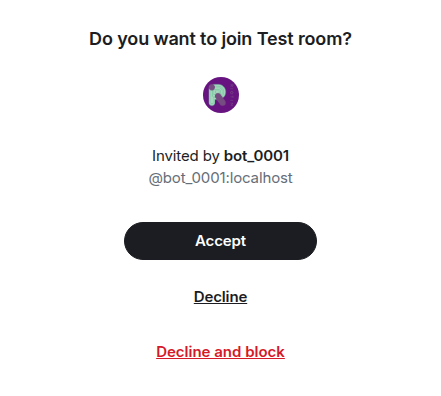 Do you want to join Test room?
Invited by bot_0001
@bot_0001:localhost
Accept
Decline
Decline and block